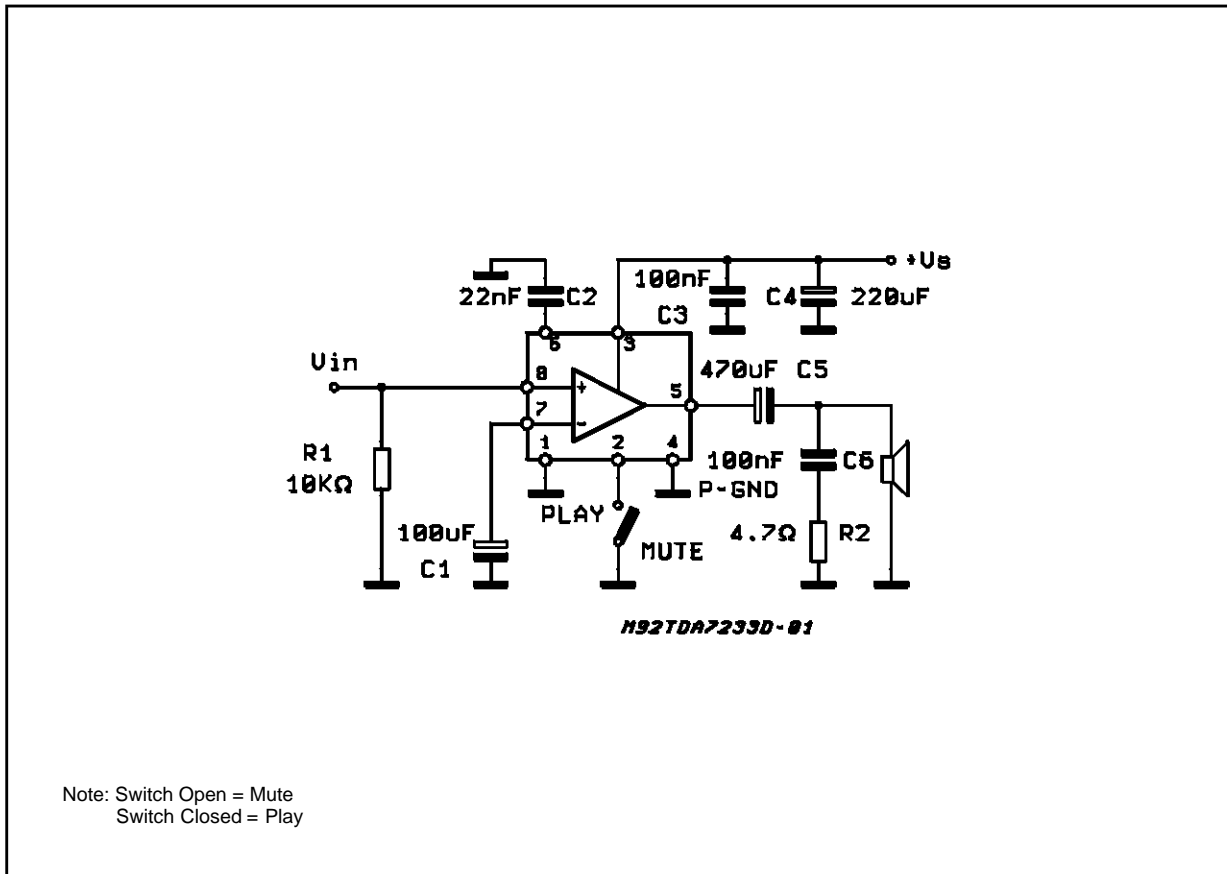 +Vs
100nF
22nF C2 C4 220uF
C3
6 3
Vin
470uF C5
8 +
5
7 -
R1 1 2 4
10KΩ
100nF C6
P-GND
PLAY
100uF 4.7Ω R2
MUTE
C1
M92TDA7233D-01
Note: Switch Open = Mute
Switch Closed = Play